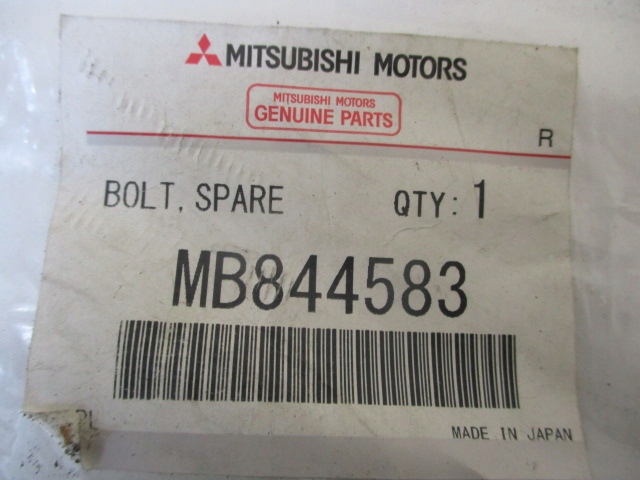 MITSUBISHI MOTORS
MITSUBISHI MOTORS
GENUINE PARTS
R
BOLT, SPARE QTY: 1
MB844583
MADE IN JAPAN